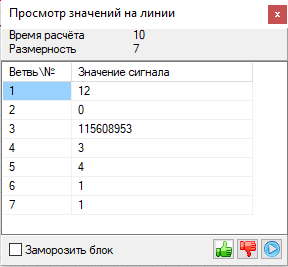 Просмотр значений на линии
Время расчёта 10
Размерность 7
Ветвь\№ Значение сигнала
1 12
2 0
3 115608953
4 3
5 4
6 1
7 1
Заморозить блок